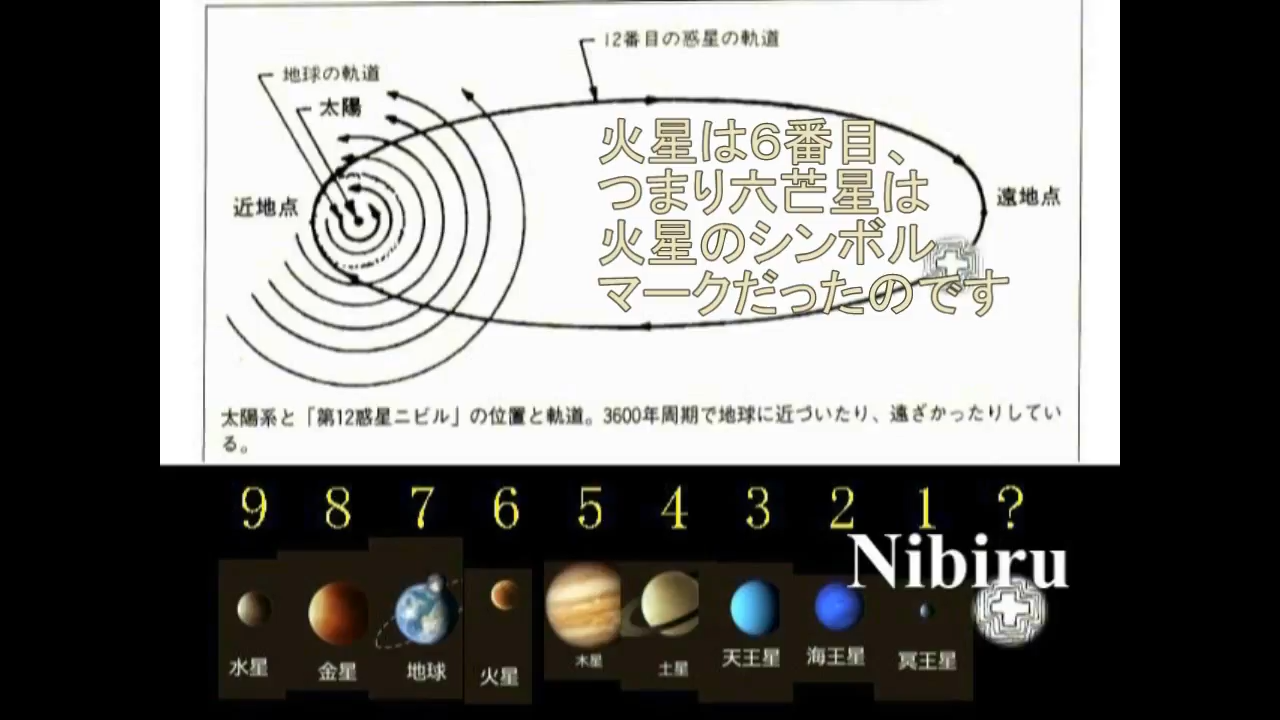 12番目の惑星の軌道
地球の軌道
太陽
近地点
遠地点
火星は6番目、
つまり六芒星は
火星のシンボル
マークだったのです
太陽系と「第12惑星ニビル」の位置と軌道。3600年周期で地球に近づいたり、遠ざかったりしてい
る。
9 8 7 6 5 4 3 2 1 ?
Nibiru
水星 金星 地球 火星 木星 土星 天王星 海王星 冥王星